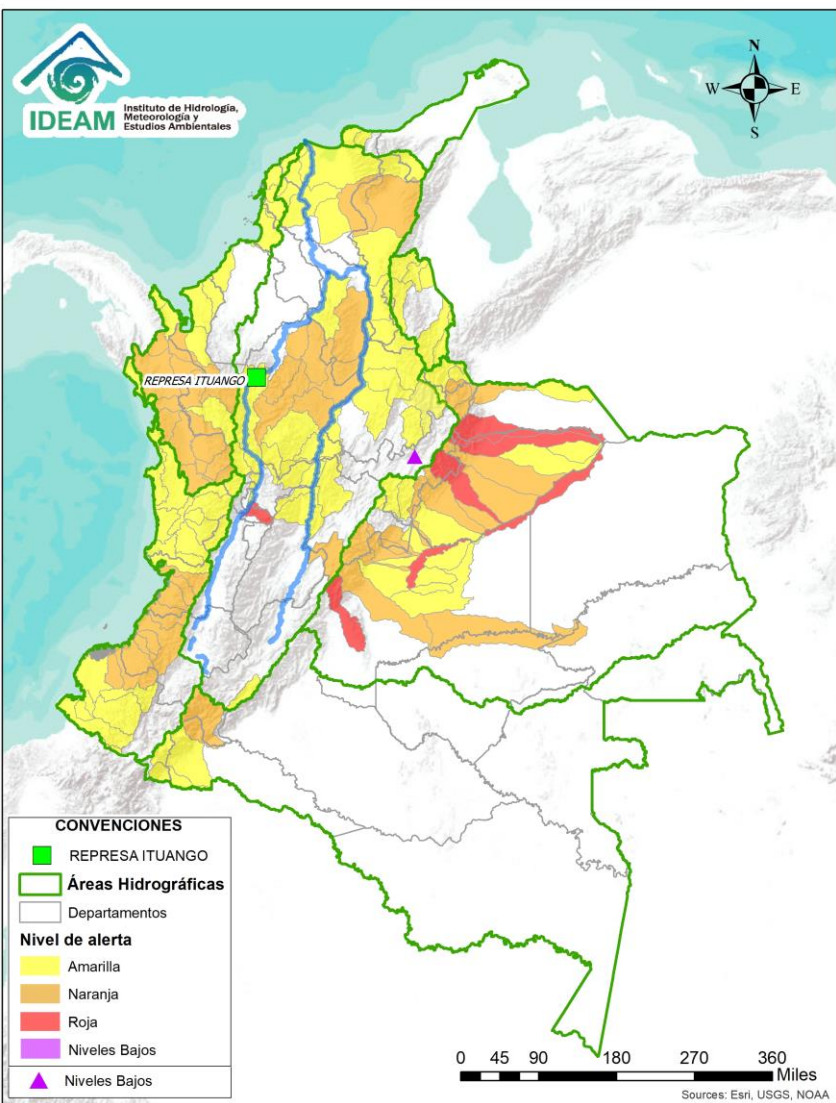 IDEAM
Instituto de Hidrología,
Meteorología y
Estudios Ambientales
N
W
E
S
REPRESA ITUANGO
CONVENCIONES
REPRESA ITUANGO
Áreas Hidrográficas
Departamentos
Nivel de alerta
Amarilla
Naranja
Roja
Niveles Bajos
Niveles Bajos
0 45 90 180 270 360
Miles
Sources: Esri, USGS, NOAA